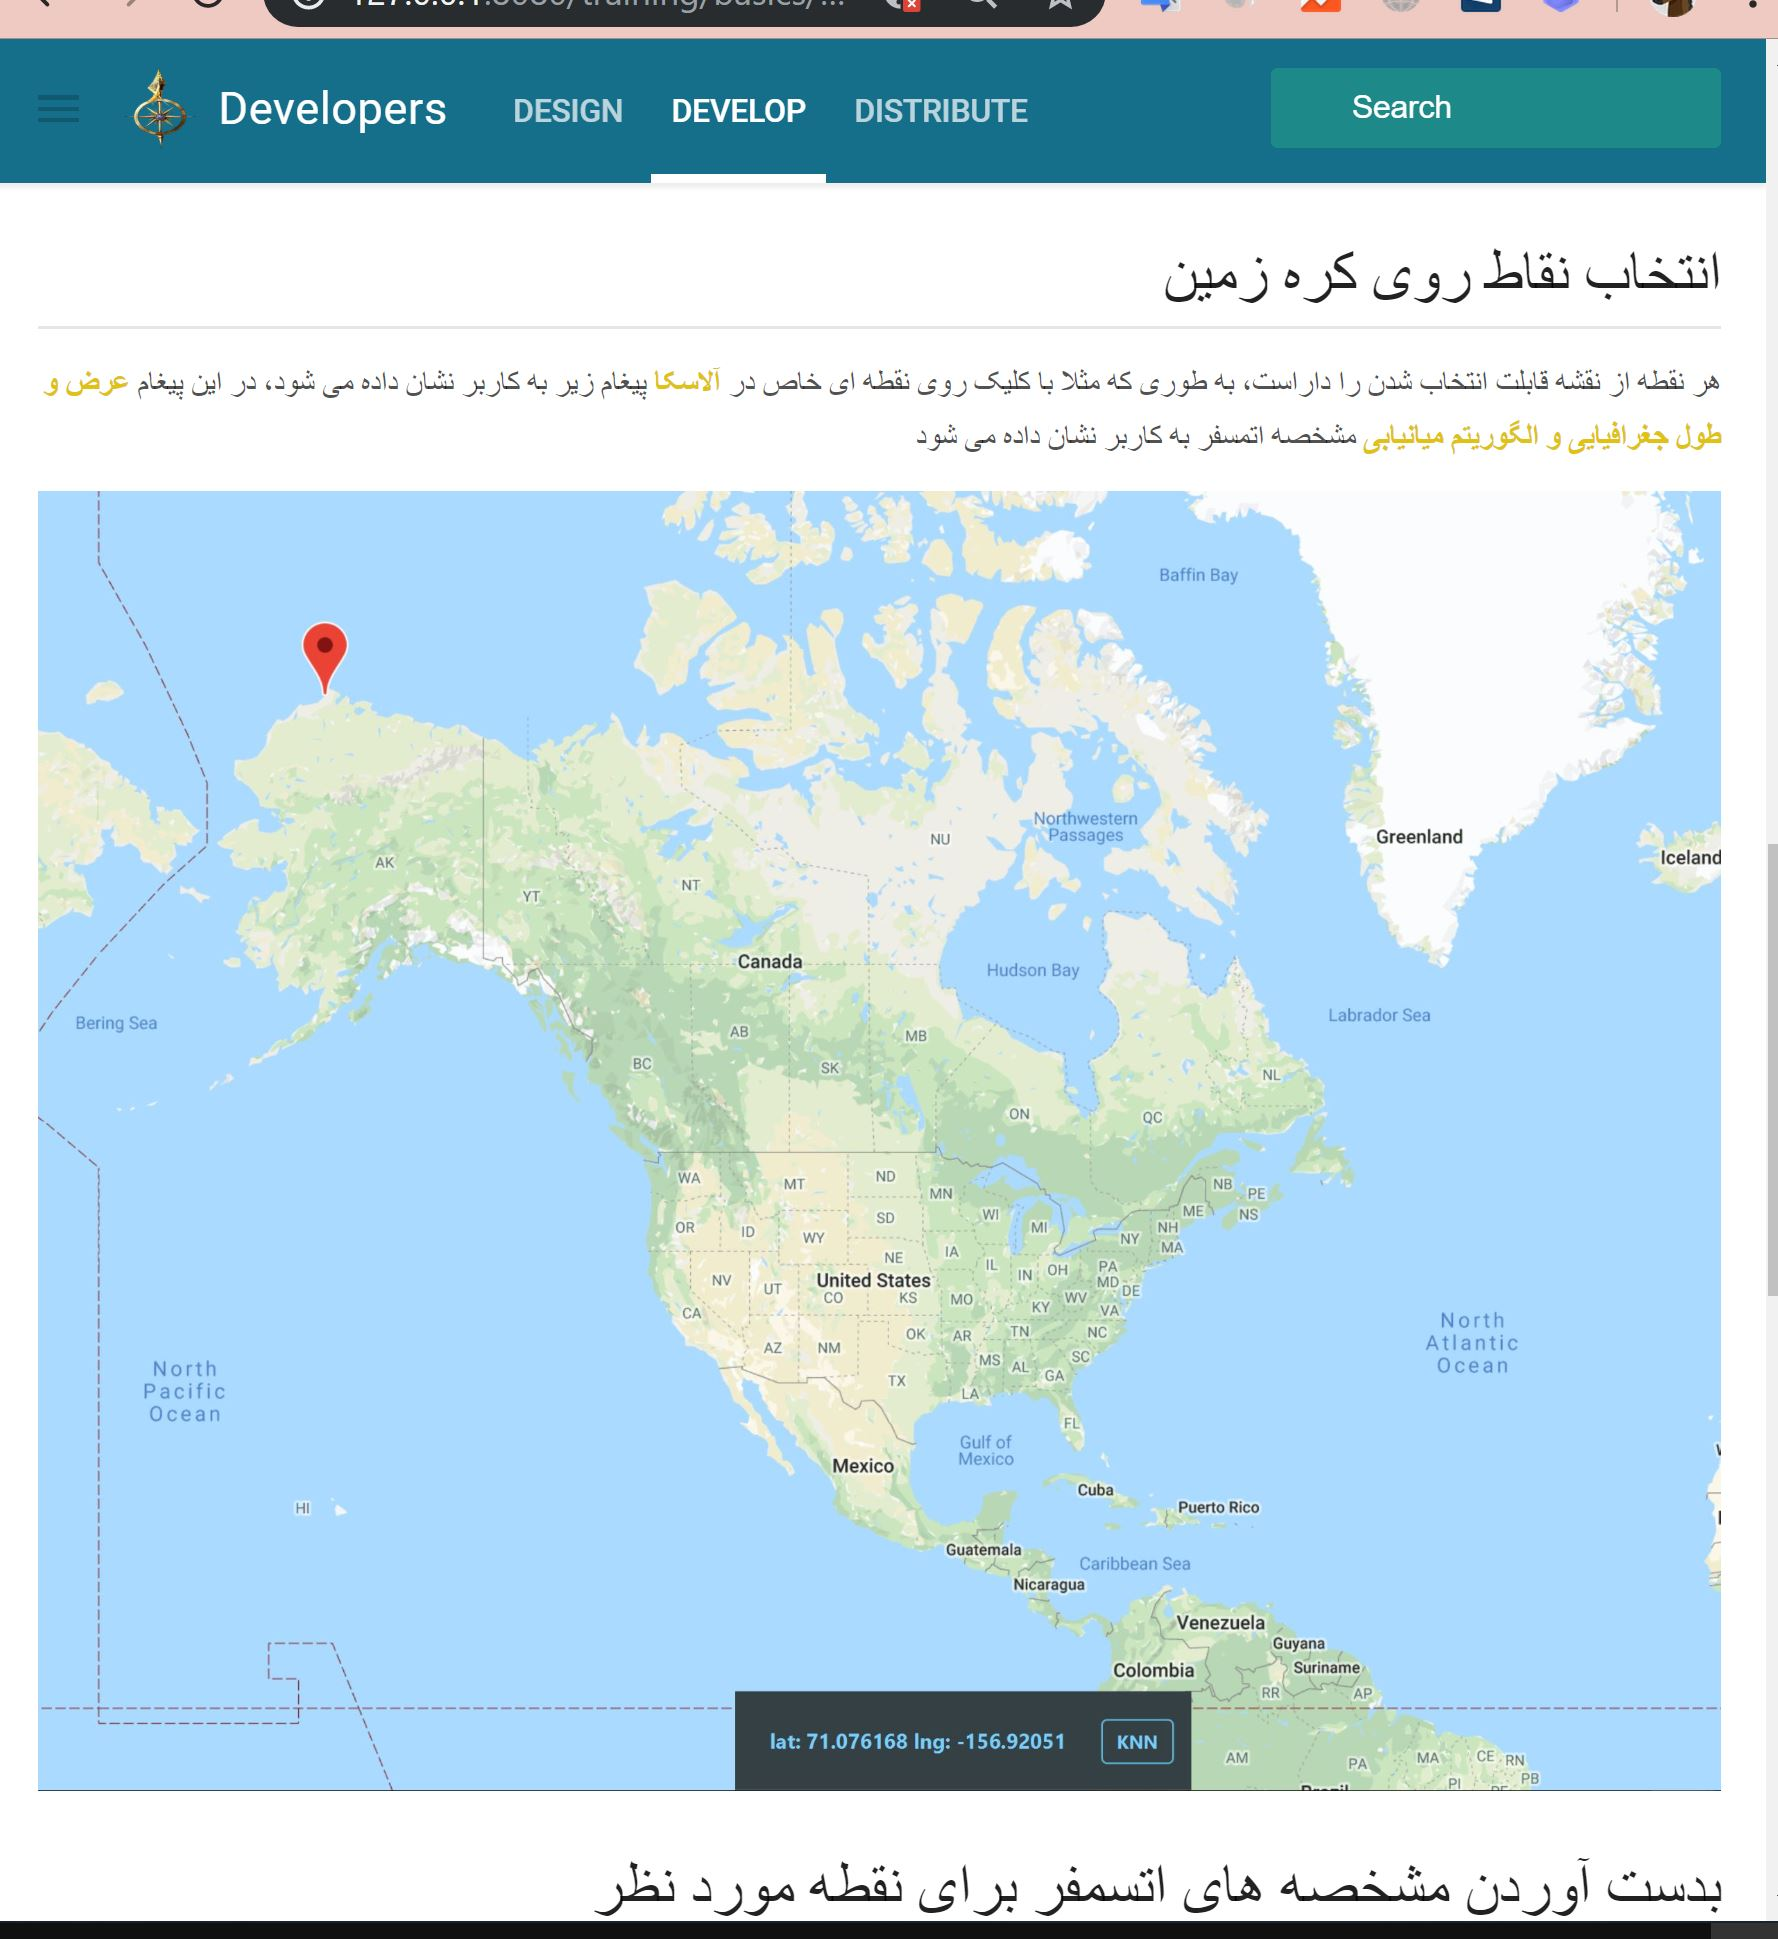 Developers
DESIGN
DEVELOP
DISTRIBUTE
Search
انتخاب نقاط روی کره زمین
هر نقطه از نقشه قابلت انتخاب شدن را داراست، به طوری که مثلا با کلیک روی نقطه ای خاص در آلاسکا پیغام زیر به کاربر نشان داده می شود، در این پیغام عرض و
طول جغرافیایی و الگوریتم میانیابی مشخصه اتمسفر به کاربر نشان داده می شود
Baffin Bay
Northwestern
Passages
NU
Greenland
Iceland
AK
NT
YT
Canada
Hudson Bay
Labrador Sea
Bering Sea
AB
MB
BC
SK
NL
ON
QC
WA
MT
ND
MN
NB
PE
OR
ID
WY
SD
WI
MI
ME
NS
NH
NY
MA
NE
IA
IL
IN
OH
PA
MD
DE
NV
UT
United States
CO
KS
MO
KY
WV
VA
CA
OK
AR
TN
NC
AZ
NM
MS
AL
SC
GA
TX
LA
FL
North
Pacific
Ocean
North
Atlantic
Ocean
Gulf of
Mexico
Mexico
Cuba
Puerto Rico
HI
Guatemala
Caribbean Sea
Nicaragua
Venezuela
Guyana
Colombia
Suriname
RR
AP
lat: 71.076168 lng: -156.92051
KNN
AM
PA
MA
CE
RN
PI
PB
بدست آوردن مشخصه های اتسمفر برای نقطه مورد نظر